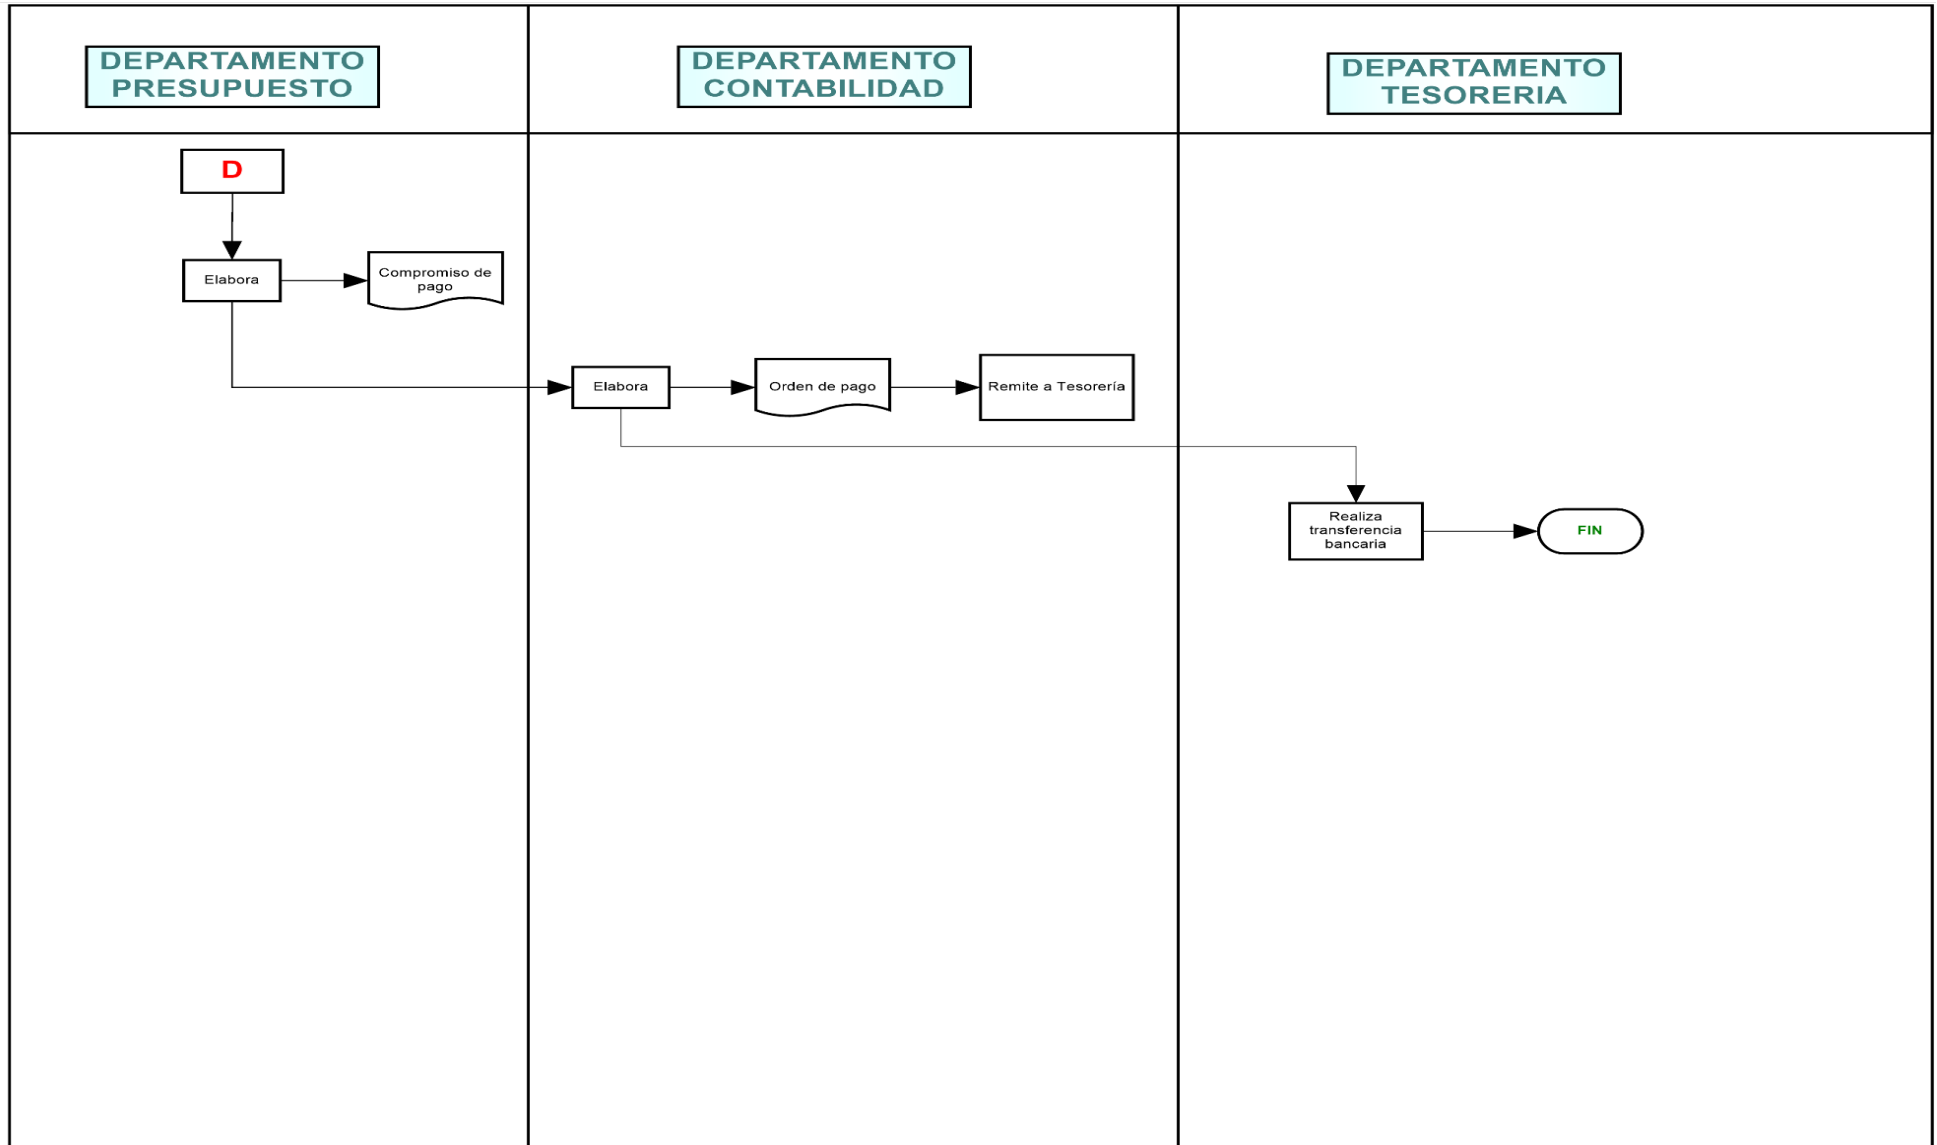 DEPARTAMENTO
PRESUPUESTO
DEPARTAMENTO
CONTABILIDAD
DEPARTAMENTO
TESORERIA
D
Elabora
Compromiso de
pago
Elabora
Orden de pago
Remite a Tesorería
Realiza
transferencia
bancaria
FIN